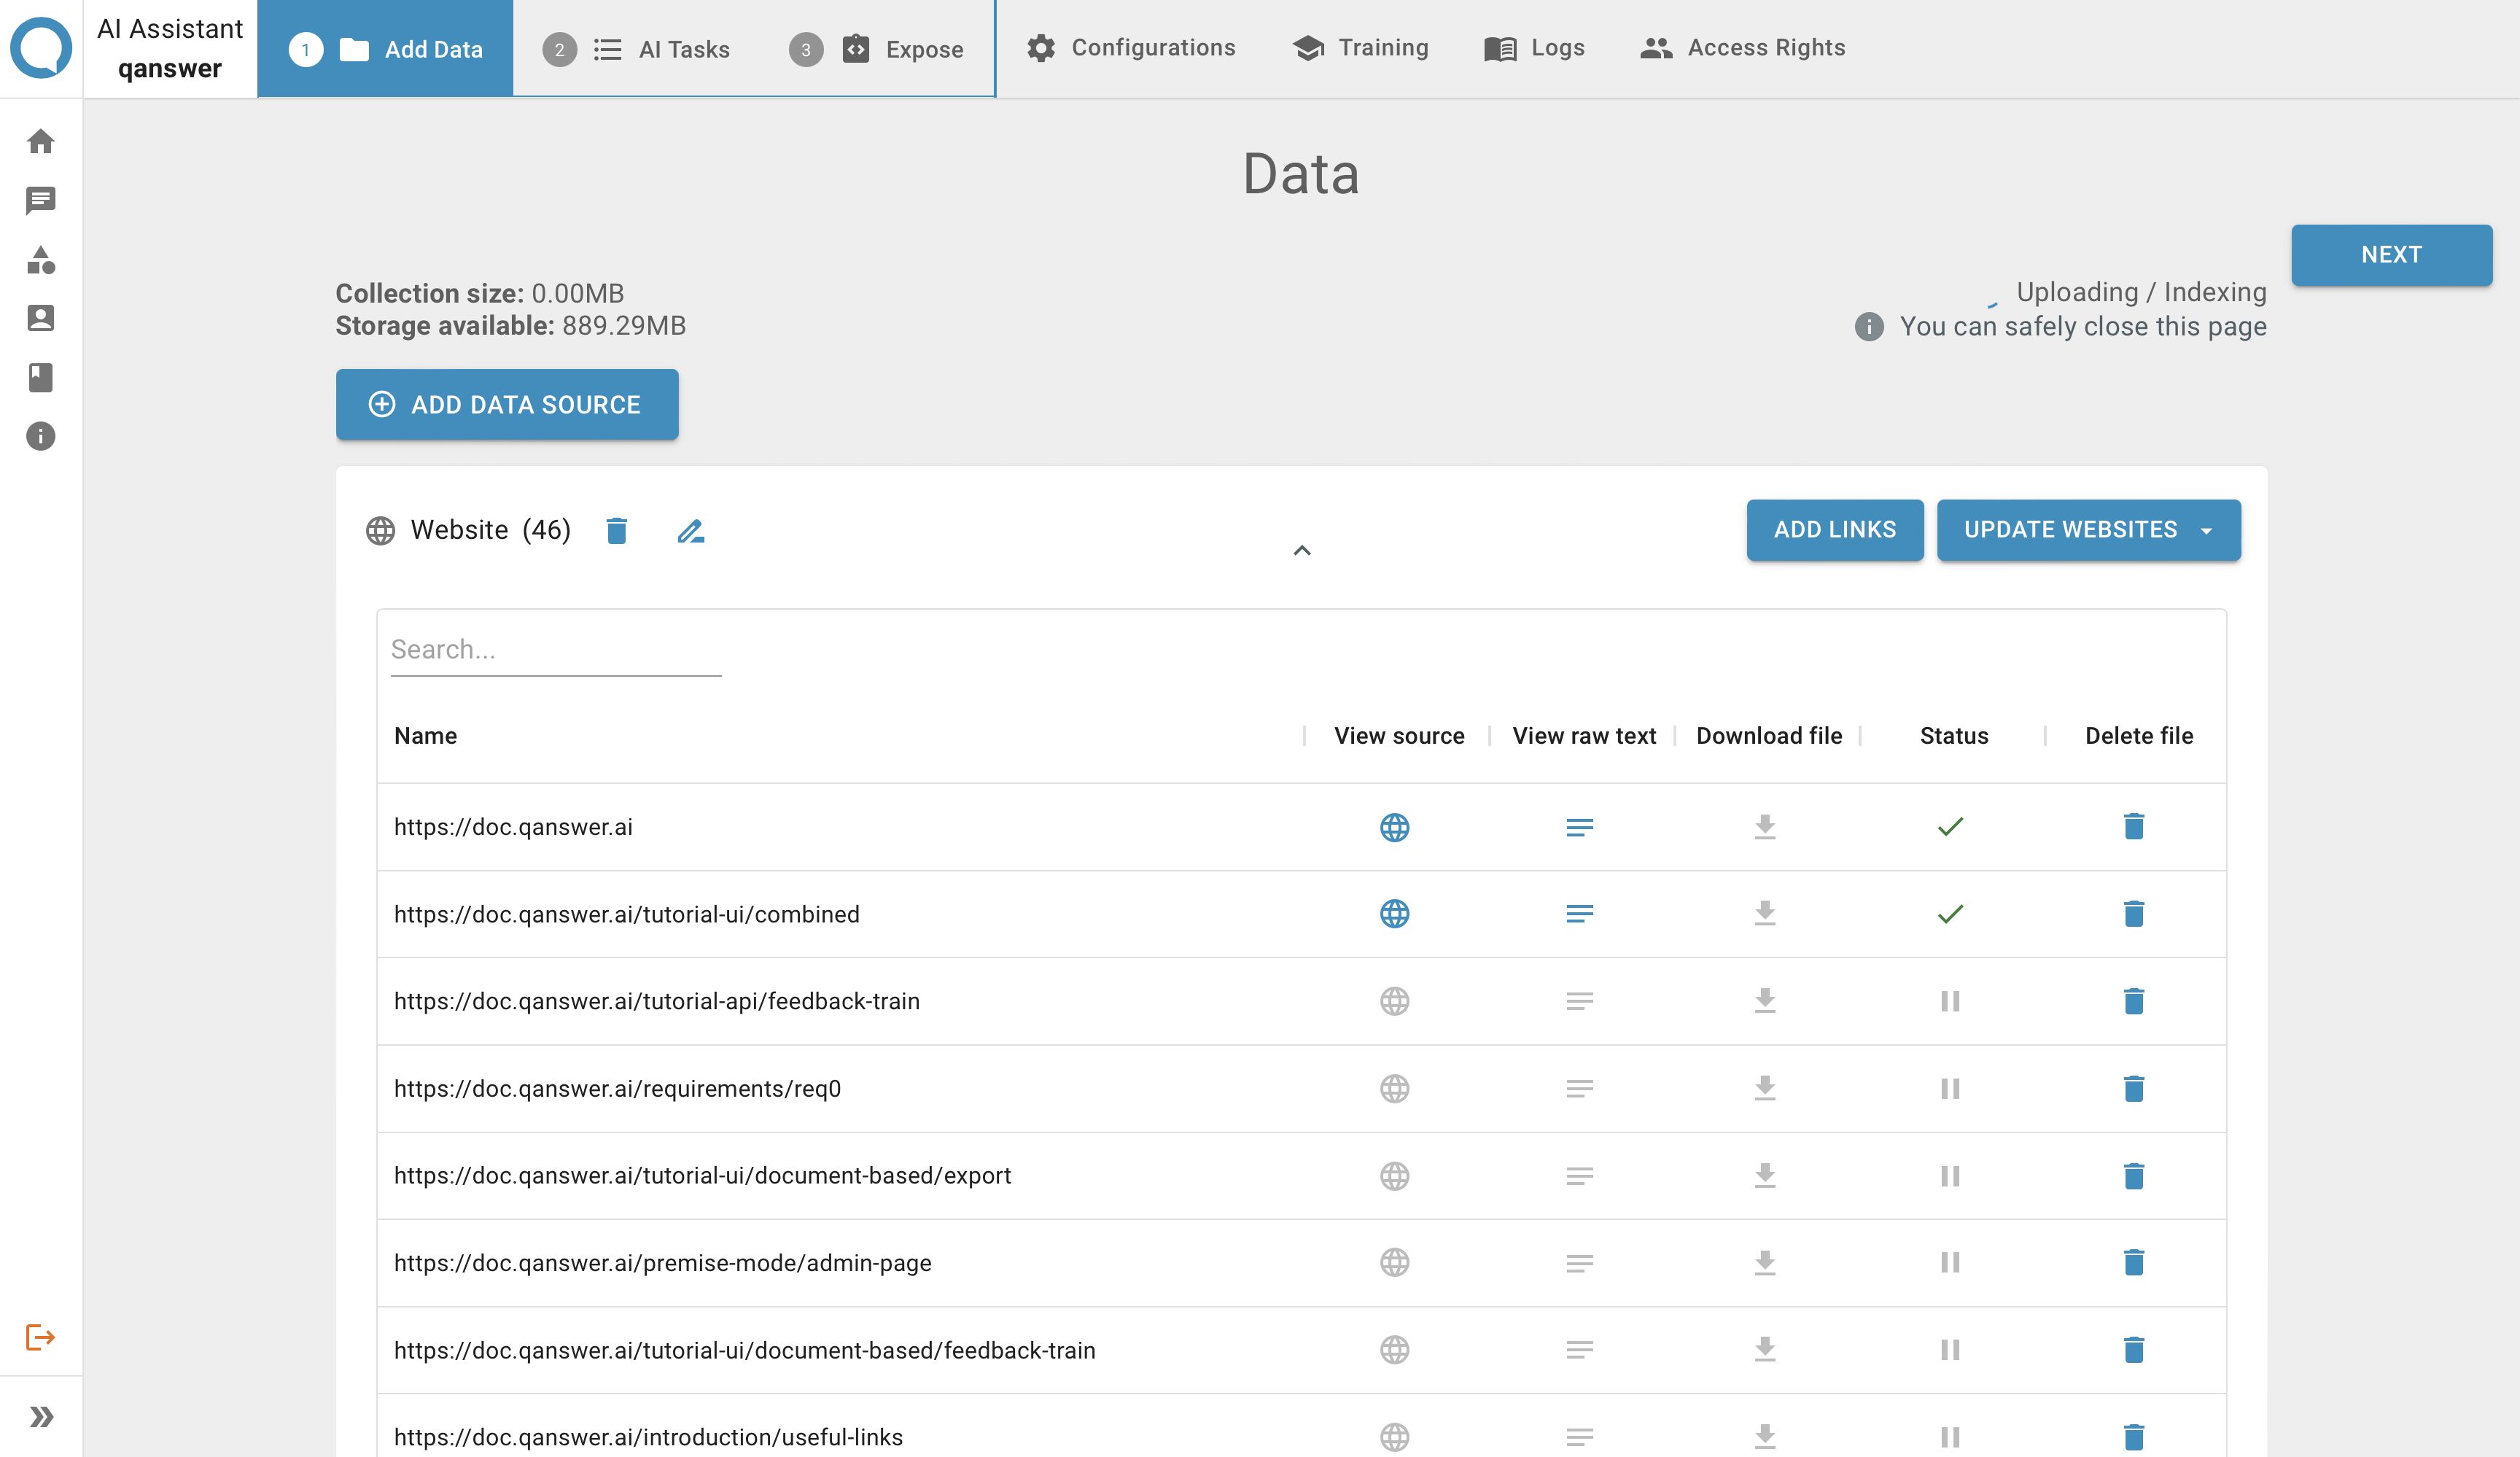 AI Assistant
qanswer
1 Add Data
2 AI Tasks
3 Expose
Configurations
Training
Logs
Access Rights
Data
NEXT
Collection size: 0.00MB
Storage available: 889.29MB
Uploading / Indexing
You can safely close this page
ADD DATA SOURCE
Website (46)
ADD LINKS
UPDATE WEBSITES
Search...
Name View source View raw text Download file Status Delete file
https://doc.qanswer.ai
https://doc.qanswer.ai/tutorial-ui/combined
https://doc.qanswer.ai/tutorial-api/feedback-train
https://doc.qanswer.ai/requirements/req0
https://doc.qanswer.ai/tutorial-ui/document-based/export
https://doc.qanswer.ai/premise-mode/admin-page
https://doc.qanswer.ai/tutorial-ui/document-based/feedback-train
https://doc.qanswer.ai/introduction/useful-links